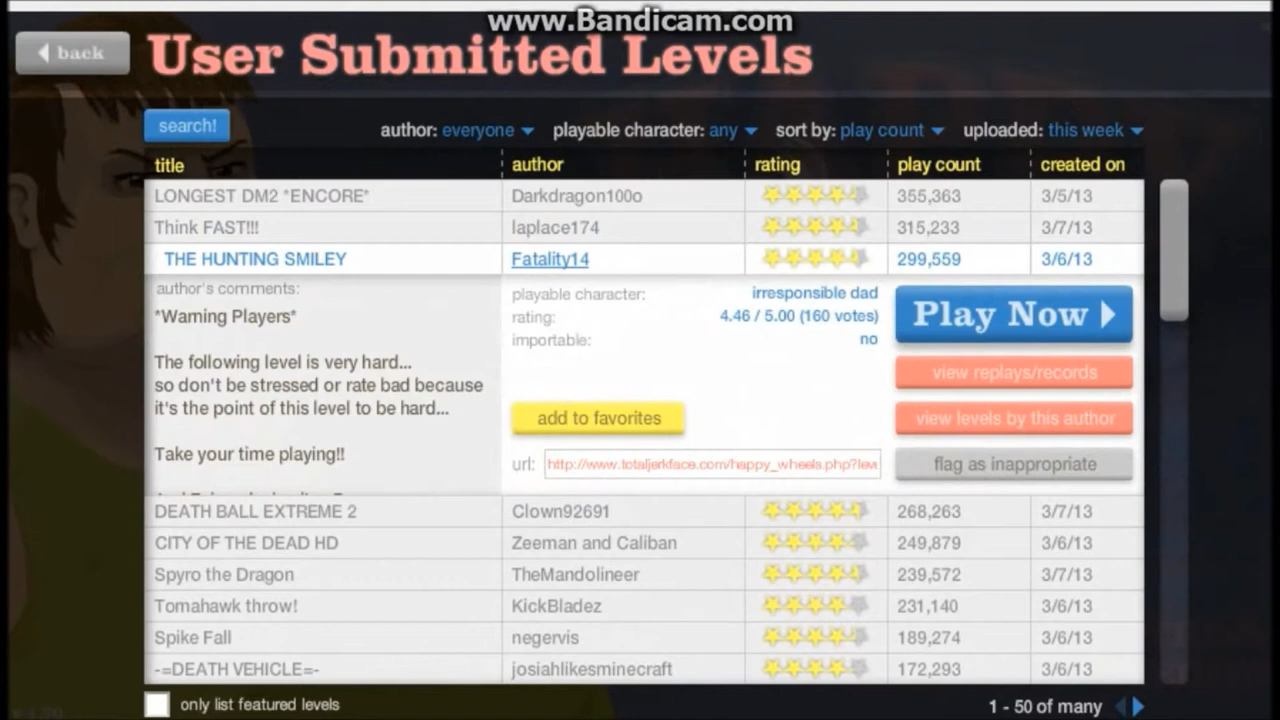 www.Bandicam.com
back
User Submitted Levels
search!
author: everyone playable character: any sort by: play count uploaded: this week
title author rating play count created on
LONGEST DM2 *ENCORE* Darkdragon100o 355,363 3/5/13
Think FAST!!! laplace174 315,233 3/7/13
THE HUNTING SMILEY Fatality14 299,559 3/6/13
author's comments:
*Warning Players*
The following level is very hard...
so don't be stressed or rate bad because
it's the point of this level to be hard...
Take your time playing!!
playable character: irresponsible dad
rating: 4.46 / 5.00 (160 votes)
importable: no
add to favorites
url: http://www.totaljerkface.com/happy_wheels.php?lev
Play Now
view replays/records
view levels by this author
flag as inappropriate
DEATH BALL EXTREME 2 Clown92691 268,263 3/7/13
CITY OF THE DEAD HD Zeeman and Caliban 249,879 3/6/13
Spyro the Dragon TheMandolineer 239,572 3/7/13
Tomahawk throw! KickBladez 231,140 3/6/13
Spike Fall negervis 189,274 3/6/13
-=DEATH VEHICLE=- josiahlikesminecraft 172,293 3/6/13
only list featured levels
1 - 50 of many